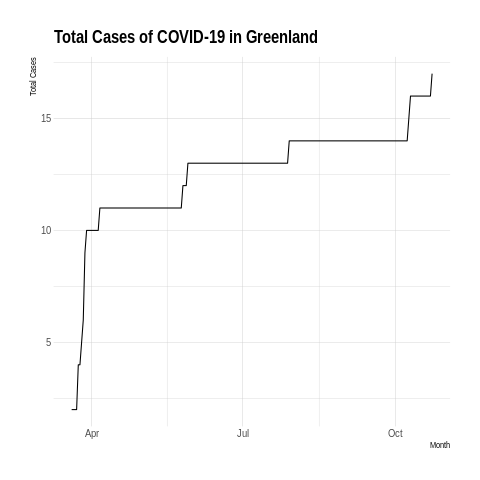 Total Cases of COVID-19 in Greenland
Total Cases
15
10
5
Apr Jul Oct
Month